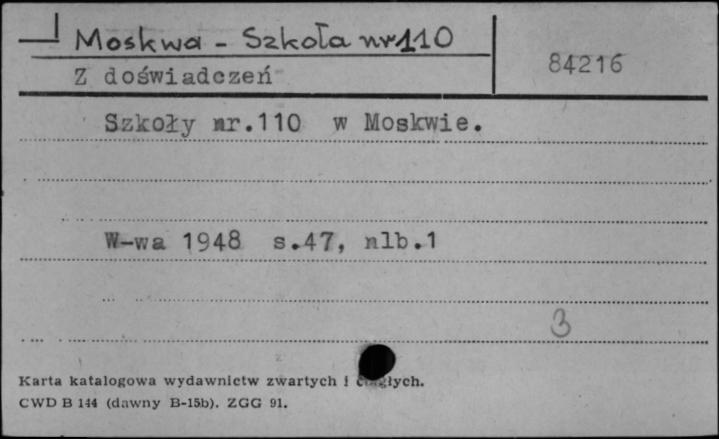 Moskwa - Szkoła nr 110
Z doświadczeń
84216
Szkoły nr.110 w Moskwie.
W-wa 1948 s.47, nlb.1
3
Karta katalogowa wydawnictw zwartych i
CWD B 144 (dawny B-15b). ZGG 91.